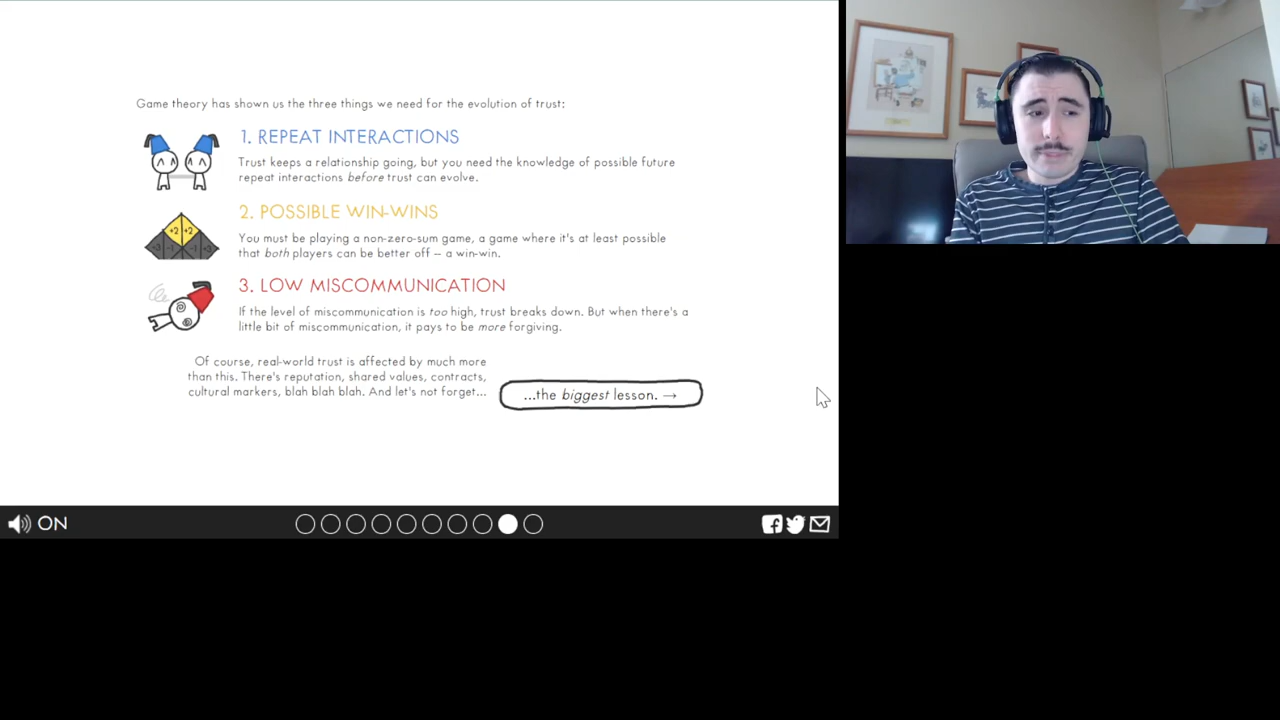 Game theory has shown us the three things we need for the evolution of trust:
1. REPEAT INTERACTIONS
Trust keeps a relationship going, but you need the knowledge of possible future
repeat interactions before trust can evolve.
2. POSSIBLE WIN-WINS
You must be playing a non-zero-sum game, a game where it's at least possible
that both players can be better off – a win-win.
+2 +2
-3 -1 -1 -3
3. LOW MISCOMMUNICATION
If the level of miscommunication is too high, trust breaks down. But when there's a
little bit of miscommunication, it pays to be more forgiving.
Of course, real-world trust is affected by much more
than this. There's reputation, shared values, contracts,
cultural markers, blah blah blah. And let's not forget...
...the biggest lesson. →
ON